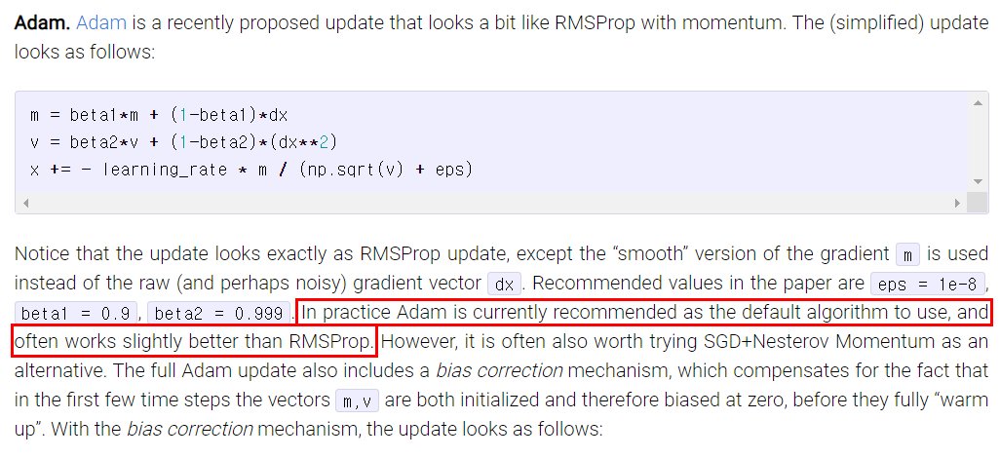 Adam. Adam is a recently proposed update that looks a bit like RMSProp with momentum. The (simplified) update
looks as follows:
m = beta1*m + (1-beta1)*dx
v = beta2*v + (1-beta2)*(dx**2)
x += - learning_rate * m / (np.sqrt(v) + eps)
Notice that the update looks exactly as RMSProp update, except the “smooth” version of the gradient m is used
instead of the raw (and perhaps noisy) gradient vector dx . Recommended values in the paper are eps = 1e-8 ,
beta1 = 0.9 , beta2 = 0.999 . In practice Adam is currently recommended as the default algorithm to use, and
often works slightly better than RMSProp. However, it is often also worth trying SGD+Nesterov Momentum as an
alternative. The full Adam update also includes a bias correction mechanism, which compensates for the fact that
in the first few time steps the vectors m,v are both initialized and therefore biased at zero, before they fully “warm
up”. With the bias correction mechanism, the update looks as follows: